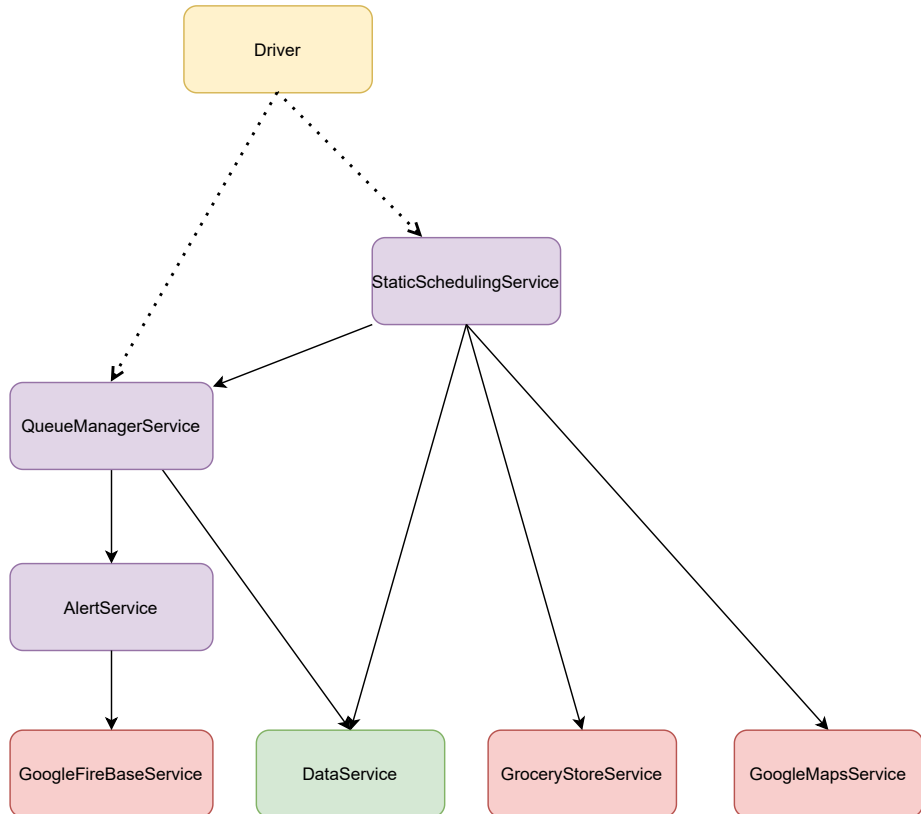 Driver
StaticSchedulingService
QueueManagerService
AlertService
GoogleFireBaseService
DataService
GroceryStoreService
GoogleMapsService